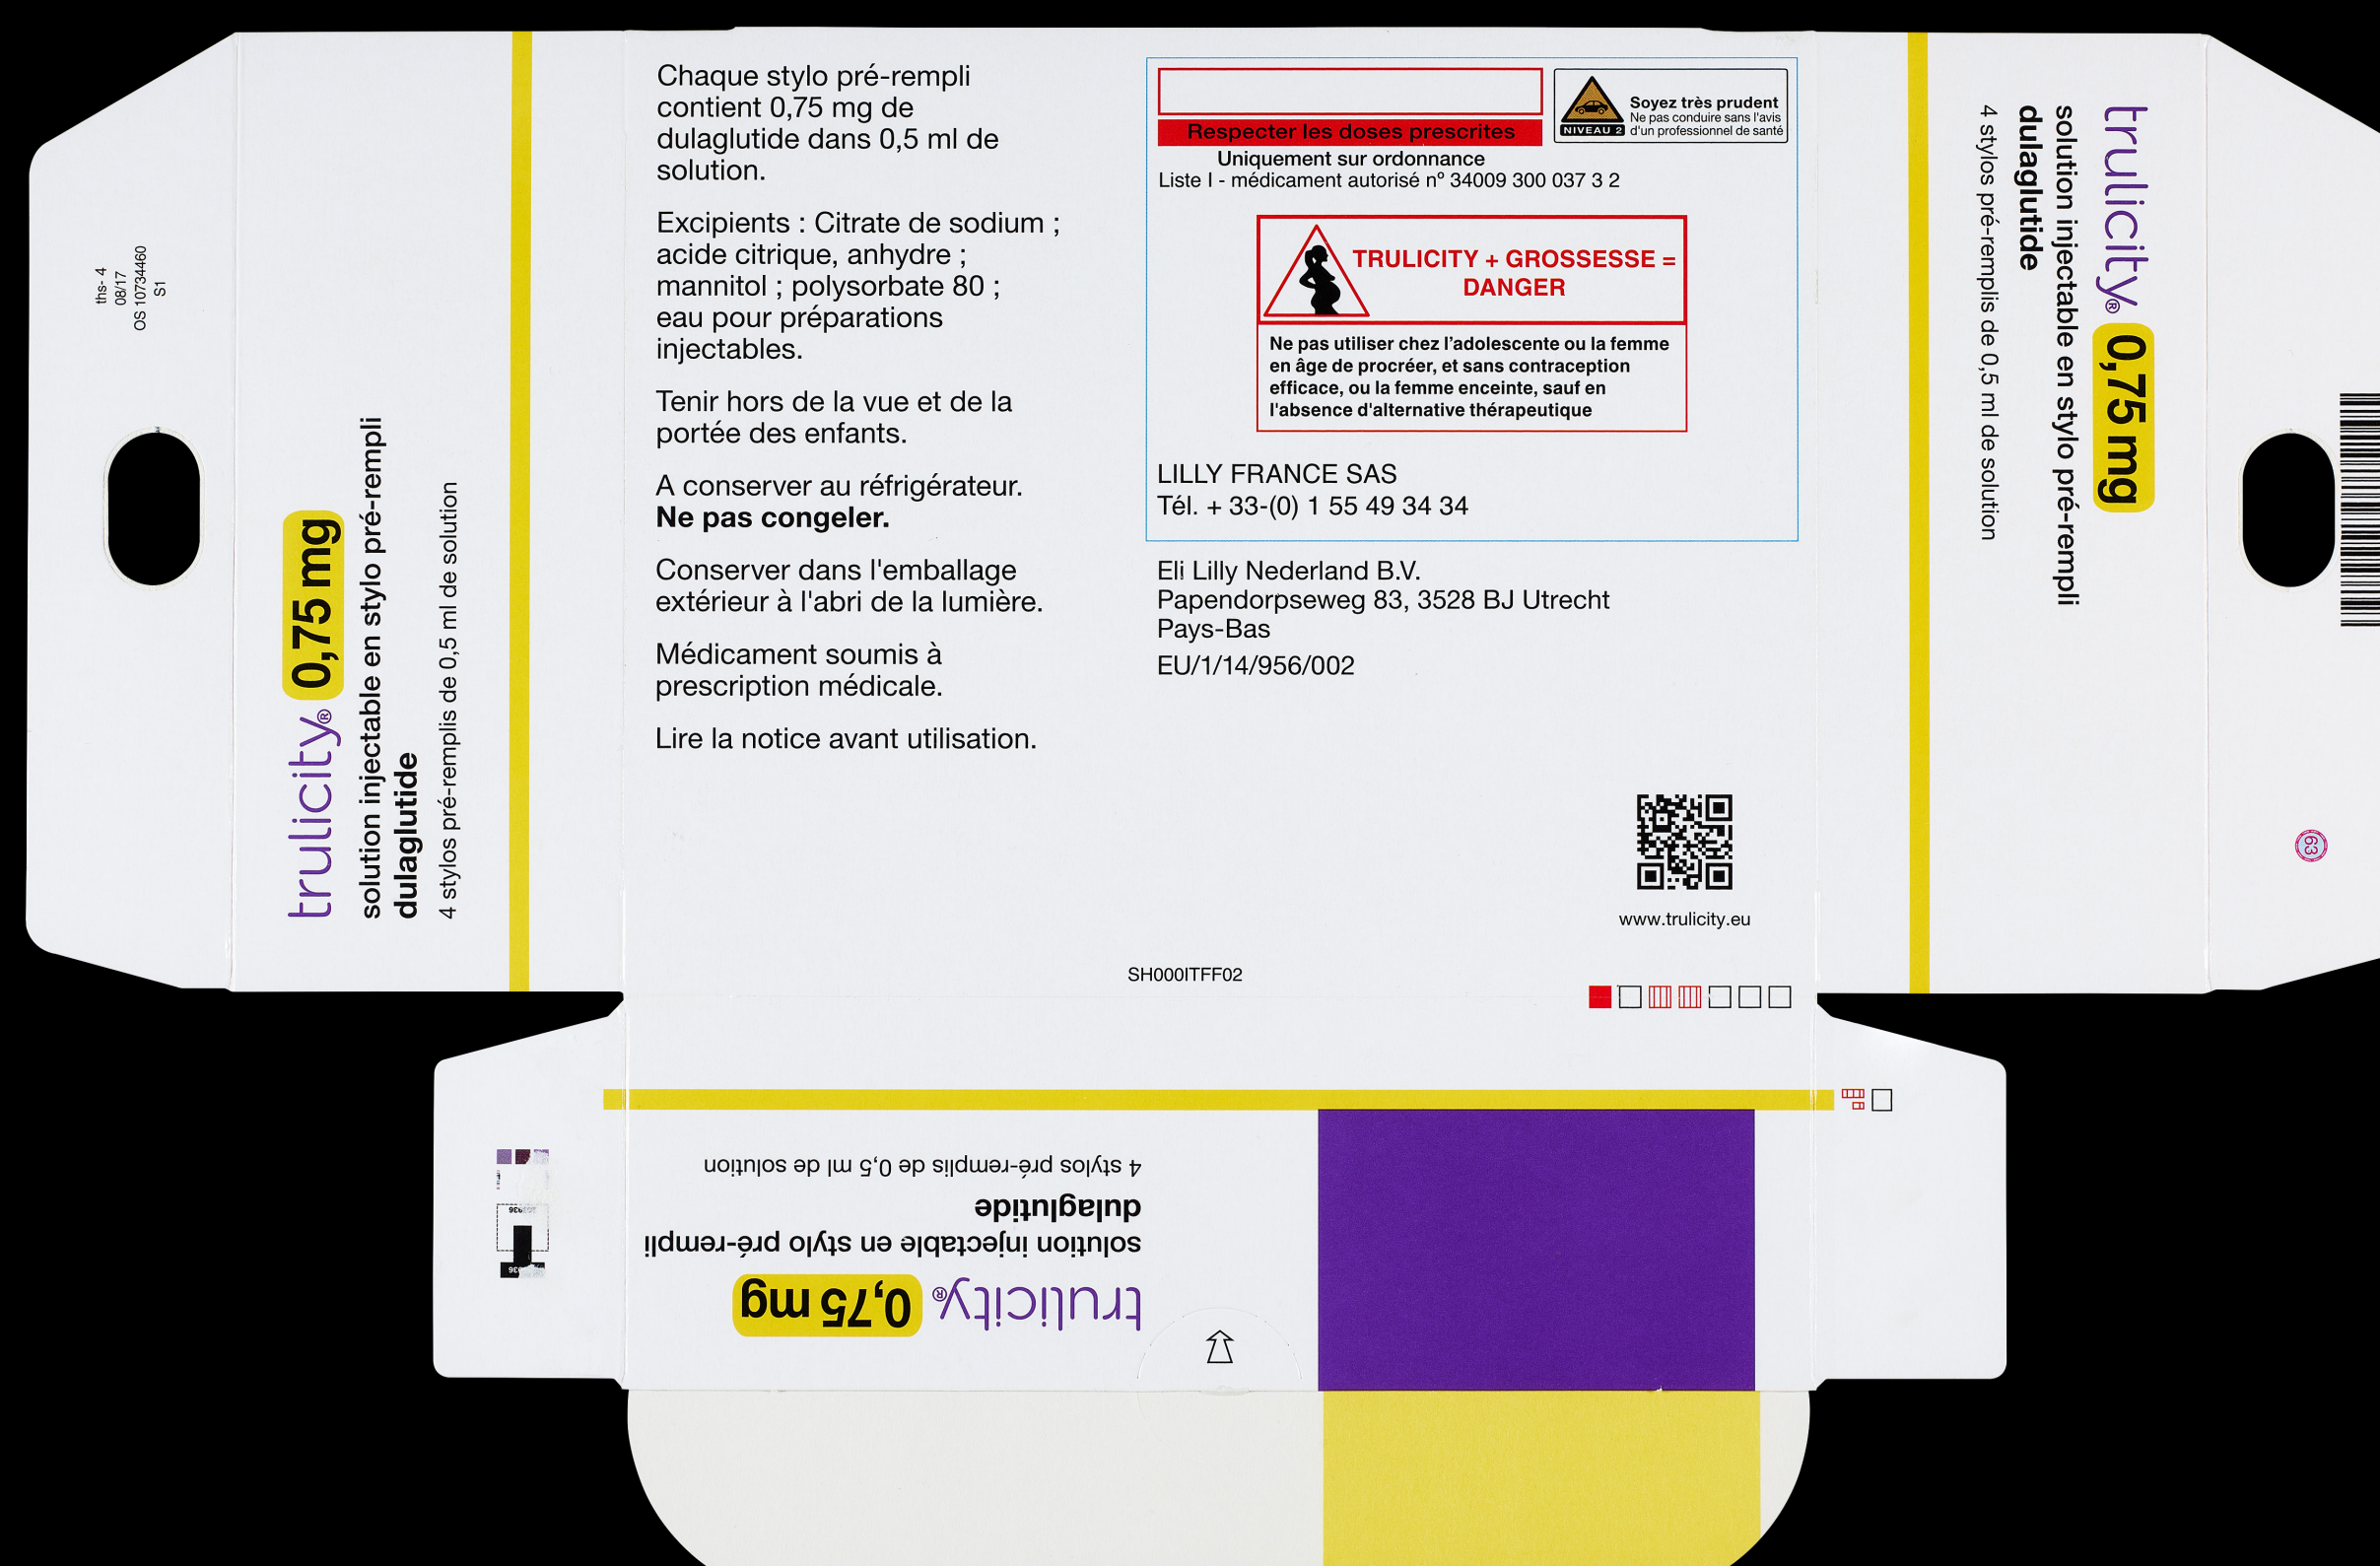 ths- 4
08/17
OS 10734460
S1
trulicity® 0,75 mg
solution injectable en stylo pré-rempli
dulaglutide
4 stylos pré-remplis de 0,5 ml de solution
Chaque stylo pré-rempli
contient 0,75 mg de
dulaglutide dans 0,5 ml de
solution.
Excipients : Citrate de sodium ;
acide citrique, anhydre ;
mannitol ; polysorbate 80 ;
eau pour préparations
injectables.
Tenir hors de la vue et de la
portée des enfants.
A conserver au réfrigérateur.
Ne pas congeler.
Conserver dans l'emballage
extérieur à l'abri de la lumière.
Médicament soumis à
prescription médicale.
Lire la notice avant utilisation.
Respecter les doses prescrites
NIVEAU 2
Soyez très prudent
Ne pas conduire sans l'avis
d'un professionnel de santé
Uniquement sur ordonnance
Liste I - médicament autorisé nº 34009 300 037 3 2
TRULICITY + GROSSESSE =
DANGER
Ne pas utiliser chez l’adolescente ou la femme
en âge de procréer, et sans contraception
efficace, ou la femme enceinte, sauf en
l'absence d'alternative thérapeutique
LILLY FRANCE SAS
Tél. + 33-(0) 1 55 49 34 34
Eli Lilly Nederland B.V.
Papendorpseweg 83, 3528 BJ Utrecht
Pays-Bas
EU/1/14/956/002
www.trulicity.eu
SH000ITFF02
trulicity® 0,75 mg
solution injectable en stylo pré-rempli
dulaglutide
4 stylos pré-remplis de 0,5 ml de solution
63
trulicity® 0,75 mg
solution injectable en stylo pré-rempli
dulaglutide
4 stylos pré-remplis de 0,5 ml de solution